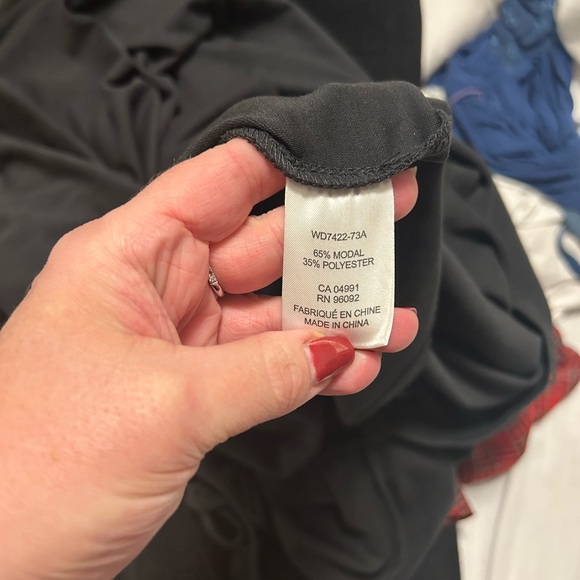 WD7422-73A
65% MODAL
35% POLYESTER
CA 04991
RN 96092
FABRIQUÉ EN CHINE
MADE IN CHINA